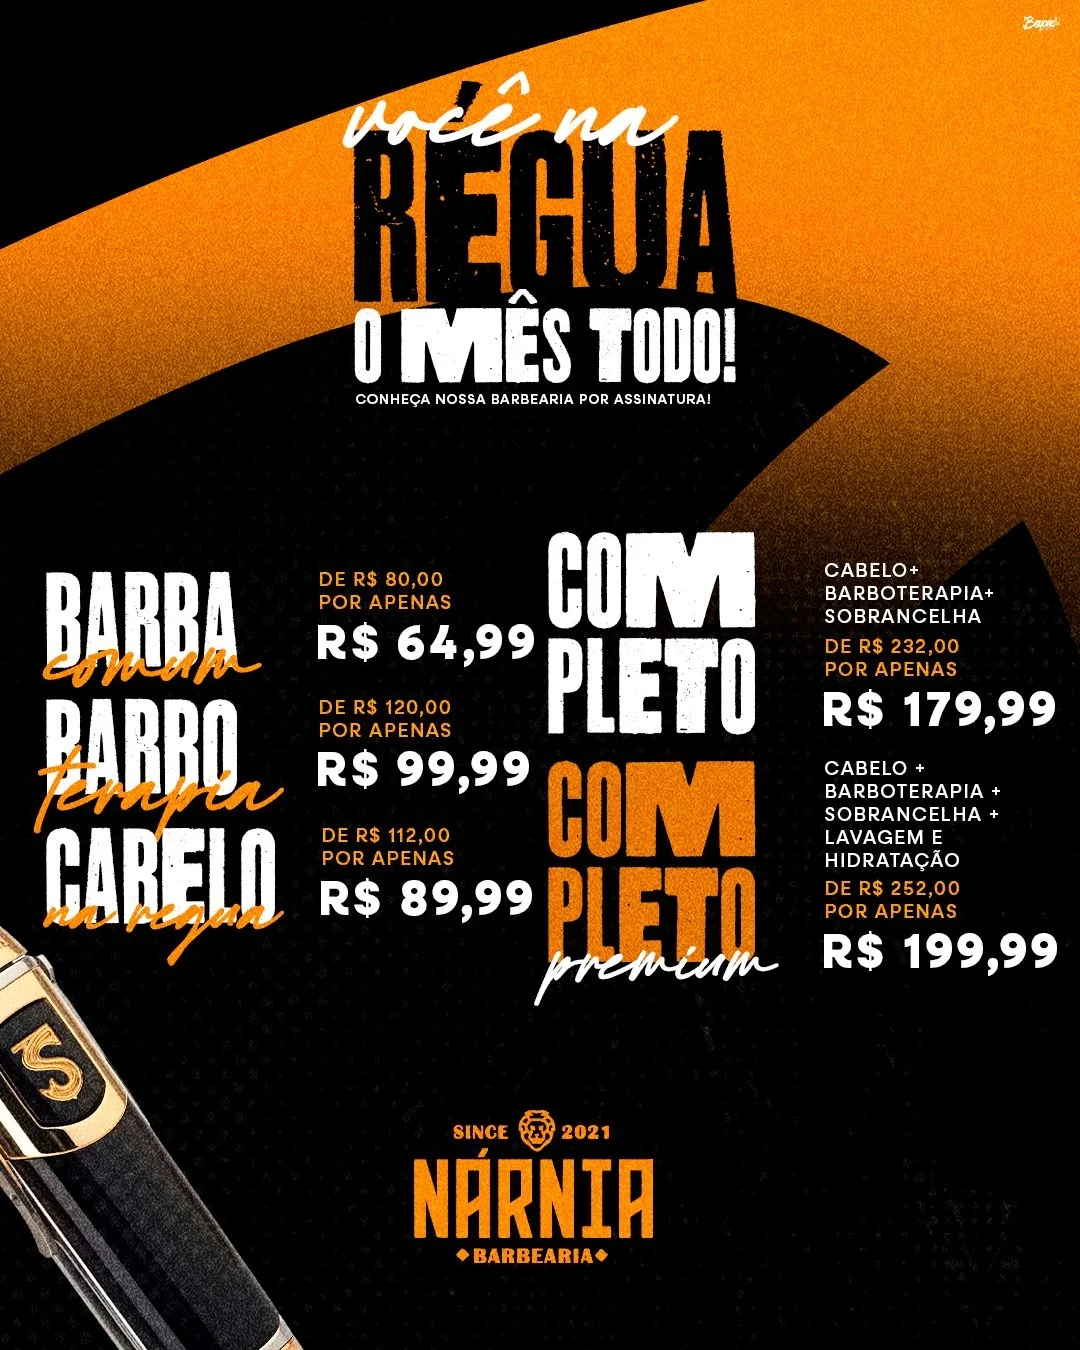 Beyond
você na
RÉGUA
O MÊS TODO!
CONHEÇA NOSSA BARBEARIA POR ASSINATURA!
BARBA
comum
DE R$ 80,00
POR APENAS
R$ 64,99
BARBO
terapia
DE R$ 120,00
POR APENAS
R$ 99,99
CABELO
na regua
DE R$ 112,00
POR APENAS
R$ 89,99
COM
PLETO
CABELO+
BARBOTERAPIA+
SOBRANCELHA
DE R$ 232,00
POR APENAS
R$ 179,99
COM
PLETO
premium
CABELO +
BARBOTERAPIA +
SOBRANCELHA +
LAVAGEM E
HIDRATAÇÃO
DE R$ 252,00
POR APENAS
R$ 199,99
SINCE 2021
NÁRNIA
BARBEARIA